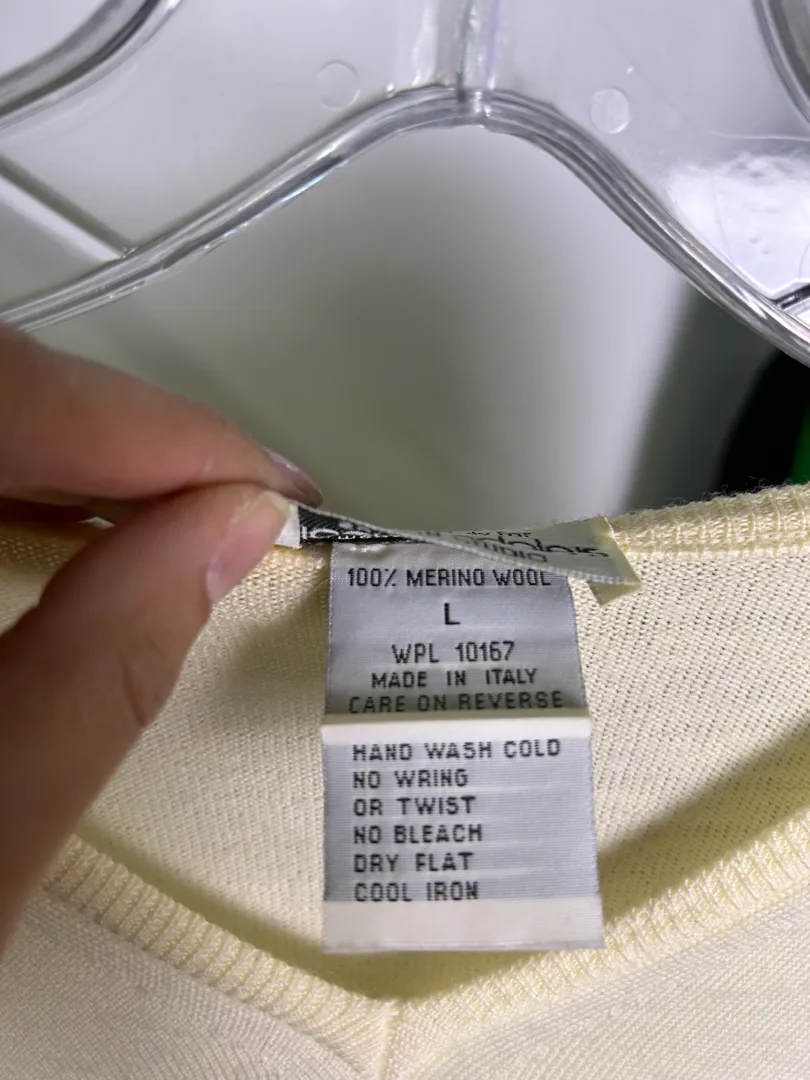 100% MERINO WOOL
L
WPL 10167
MADE IN ITALY
CARE ON REVERSE
HAND WASH COLD
NO WRING
OR TWIST
NO BLEACH
DRY FLAT
COOL IRON